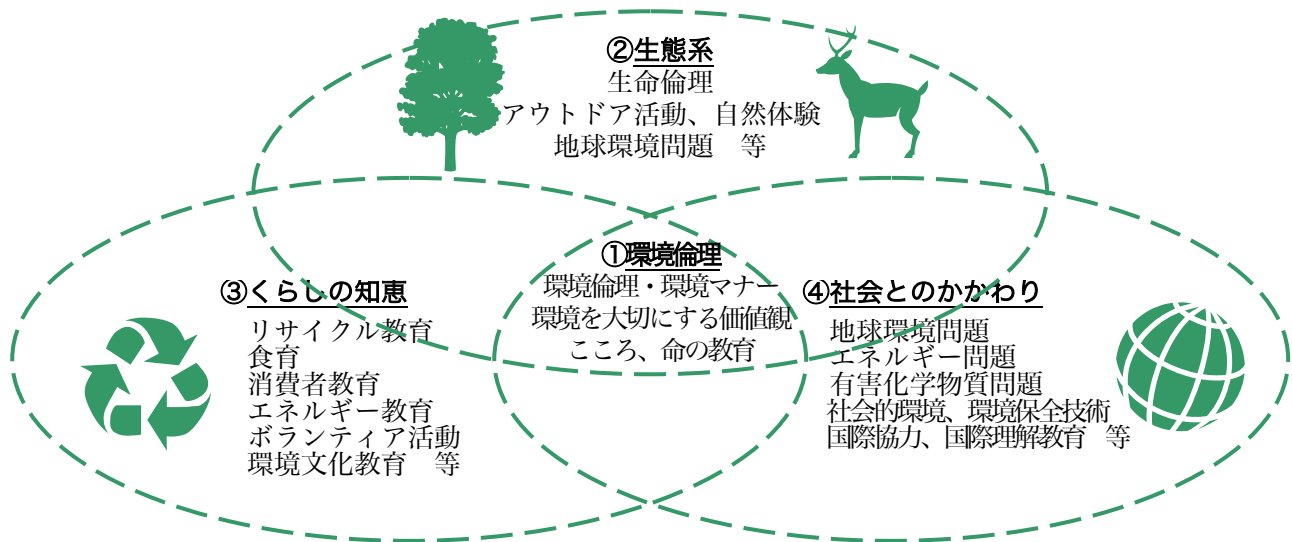 ②生態系
生命倫理
アウトドア活動、自然体験
地球環境問題　等
①環境倫理
環境倫理・環境マナー
環境を大切にする価値観
こころ、命の教育
③くらしの知恵
リサイクル教育
食育
消費者教育
エネルギー教育
ボランティア活動
環境文化教育　等
④社会とのかかわり
地球環境問題
エネルギー問題
有害化学物質問題
社会的環境、環境保全技術
国際協力、国際理解教育　等